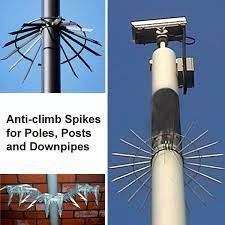 Anti-climb Spikes
for Poles, Posts
and Downpipes